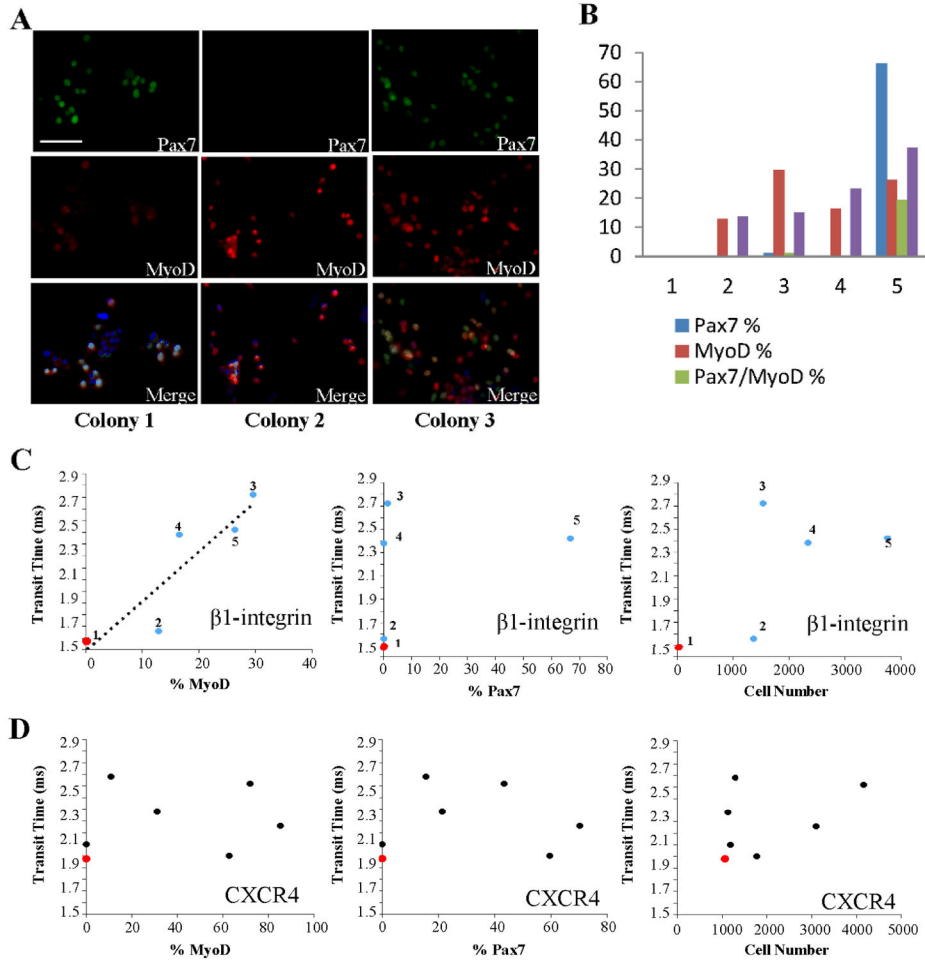 A
Pax7 Pax7 Pax7
MyoD MyoD MyoD
Merge Merge Merge
Colony 1 Colony 2 Colony 3
B
70
60
50
40
30
20
10
0
1 2 3 4 5
Pax7 %
MyoD %
Pax7/MyoD %
C
Transit Time (ms)
2.9
2.7
2.5
2.3
2.1
1.9
1.7
1.5
3
4
5
2
1
β1-integrin
0 10 20 30 40
% MyoD
Transit Time (ms)
2.9
2.7
2.5
2.3
2.1
1.9
1.7
1.5
3
5
4
2
1
β1-integrin
0 10 20 30 40 50 60 70 80
% Pax7
Transit Time (ms)
2.9
2.7
2.5
2.3
2.1
1.9
1.7
1.5
3
4
5
2
1
β1-integrin
0 1000 2000 3000 4000
Cell Number
D
Transit Time (ms)
2.9
2.7
2.5
2.3
2.1
1.9
1.7
1.5
CXCR4
0 20 40 60 80 100
% MyoD
Transit Time (ms)
2.9
2.7
2.5
2.3
2.1
1.9
1.7
1.5
CXCR4
0 20 40 60 80
% Pax7
Transit Time (ms)
2.9
2.7
2.5
2.3
2.1
1.9
1.7
1.5
CXCR4
0 1000 2000 3000 4000 5000
Cell Number